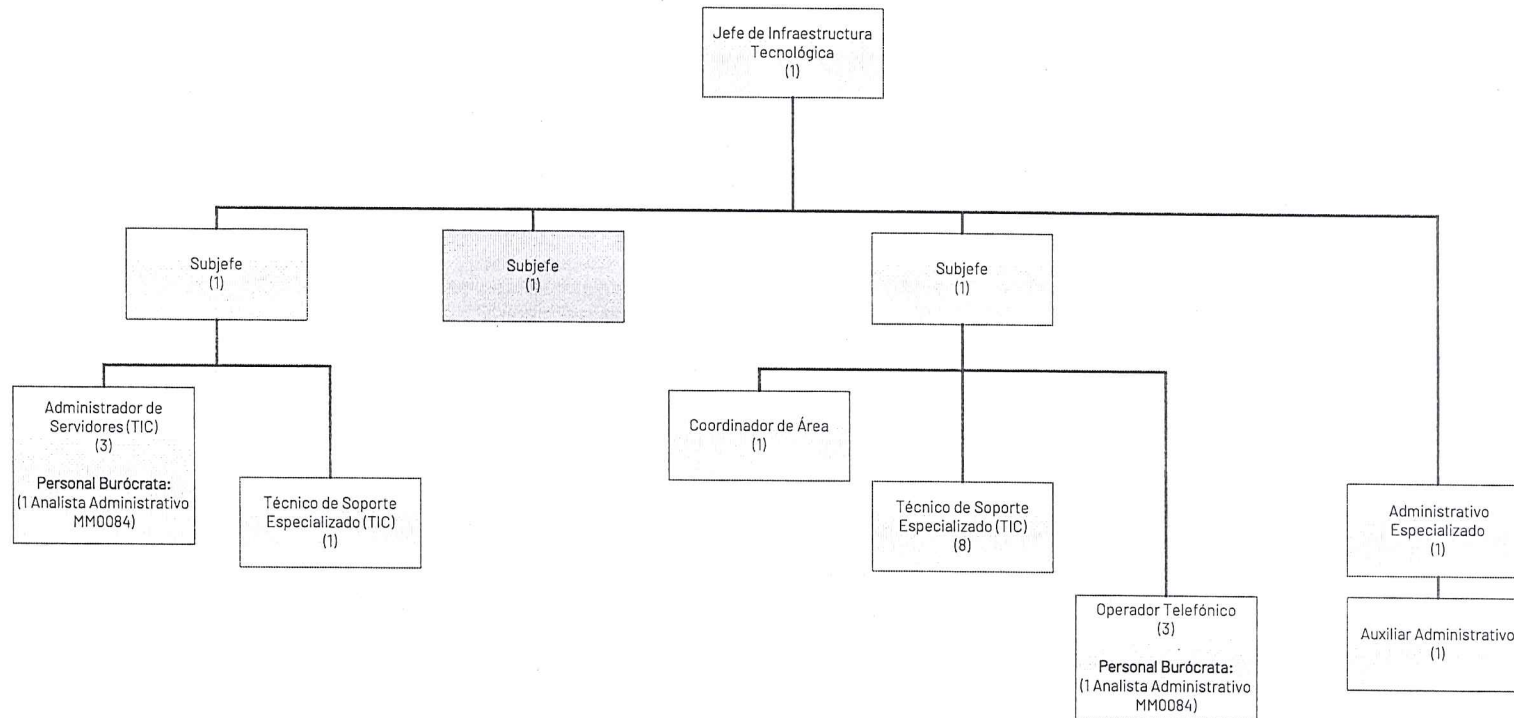 Jefe de Infraestructura
Tecnológica
(1)
Subjefe
(1)
Subjefe
(1)
Subjefe
(1)
Administrador de
Servidores (TIC)
(3)
Personal Burócrata:
(1 Analista Administrativo
MM0084)
Técnico de Soporte
Especializado (TIC)
(1)
Coordinador de Área
(1)
Técnico de Soporte
Especializado (TIC)
(8)
Operador Telefónico
(3)
Personal Burócrata:
(1 Analista Administrativo
MM0084)
Administrativo
Especializado
(1)
Auxiliar Administrativo
(1)